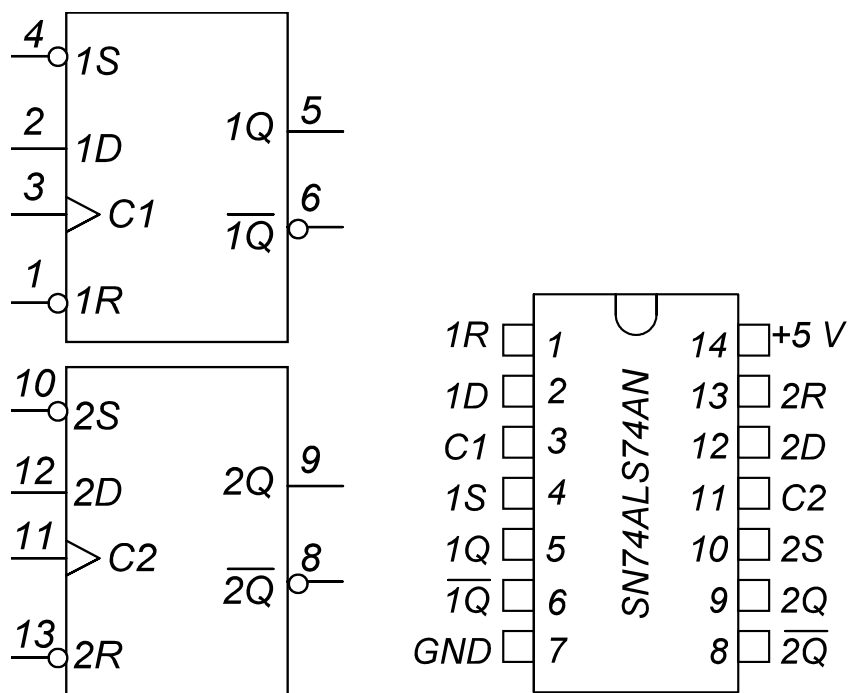 4
1S
2
1D
1Q 5
3
C1
1Q̅ 6
1
1R
10
2S
12
2D
2Q 9
11
C2
2Q̅ 8
13
2R
1R 1 14 +5 V
1D 2 13 2R
C1 3 12 2D
1S 4 11 C2
1Q 5 10 2S
1Q̅ 6 9 2Q
GND 7 8 2Q̅
SN74ALS74AN